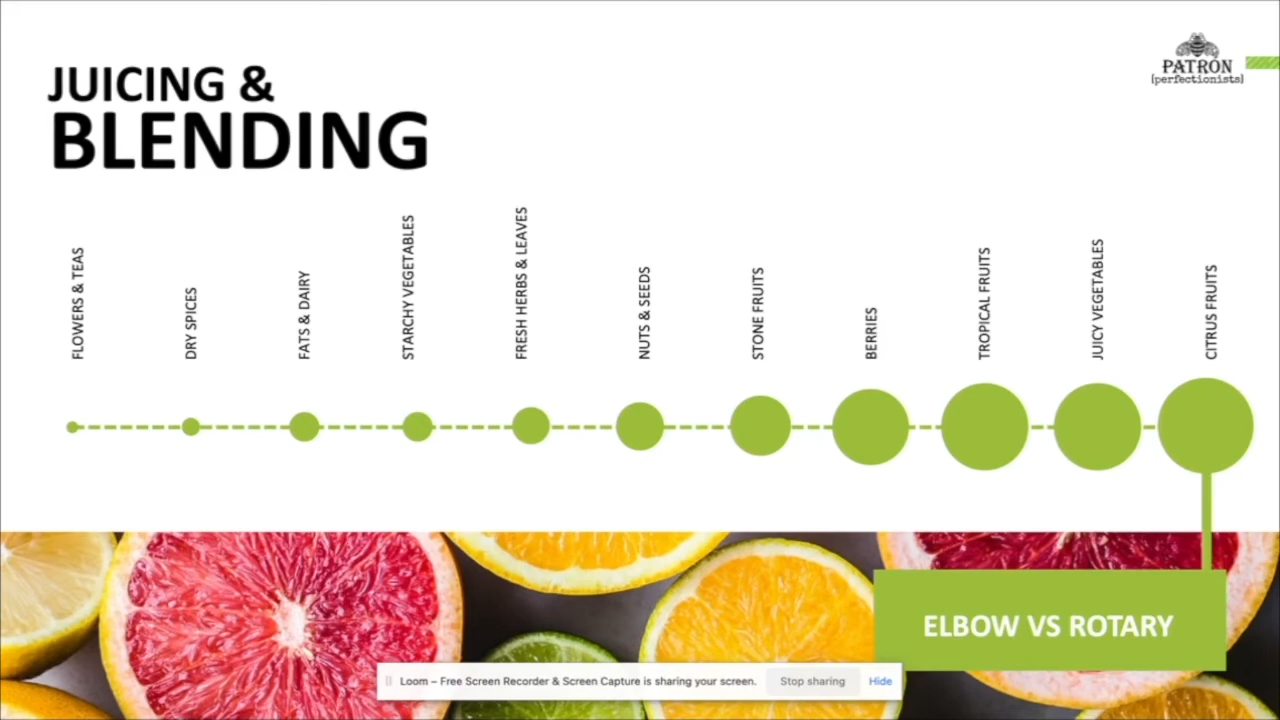 JUICING &
BLENDING
PATRÓN
{perfectionists}
FLOWERS & TEAS
DRY SPICES
FATS & DAIRY
STARCHY VEGETABLES
FRESH HERBS & LEAVES
NUTS & SEEDS
STONE FRUITS
BERRIES
TROPICAL FRUITS
JUICY VEGETABLES
CITRUS FRUITS
ELBOW VS ROTARY
Loom – Free Screen Recorder & Screen Capture is sharing your screen. Stop sharing Hide